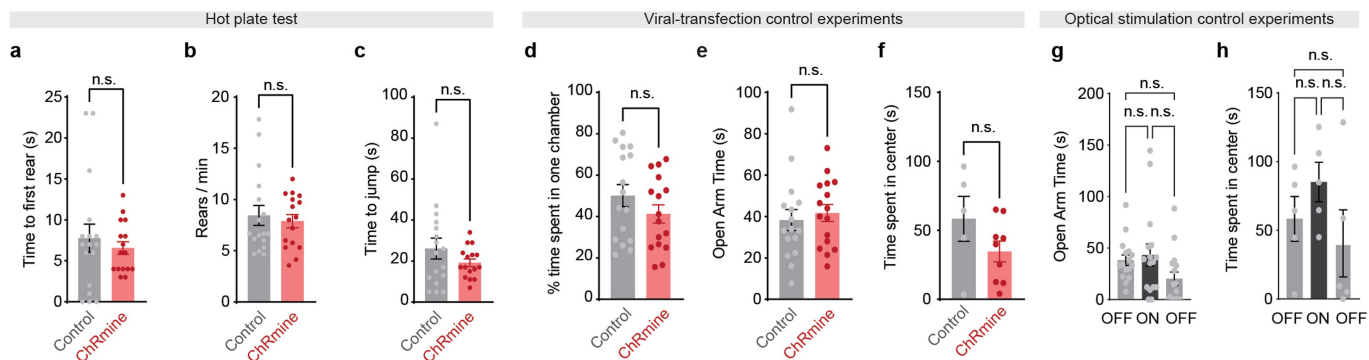 Hot plate test
Viral-transfection control experiments
Optical stimulation control experiments
a
n.s.
Time to first rear (s)
25
20
15
10
5
0
Control
ChRmine
b
n.s.
Rears / min
20
15
10
5
0
Control
ChRmine
c
n.s.
Time to jump (s)
100
80
60
40
20
0
Control
ChRmine
d
n.s.
% time spent in one chamber
100
80
60
40
20
0
Control
ChRmine
e
n.s.
Open Arm Time (s)
100
80
60
40
20
0
Control
ChRmine
f
n.s.
Time spent in center (s)
150
100
50
0
Control
ChRmine
g
n.s.
n.s. n.s.
Open Arm Time (s)
200
150
100
50
0
OFF ON OFF
h
n.s.
n.s. n.s.
Time spent in center (s)
150
100
50
0
OFF ON OFF